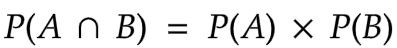 P(A ∩ B) = P(A) × P(B)